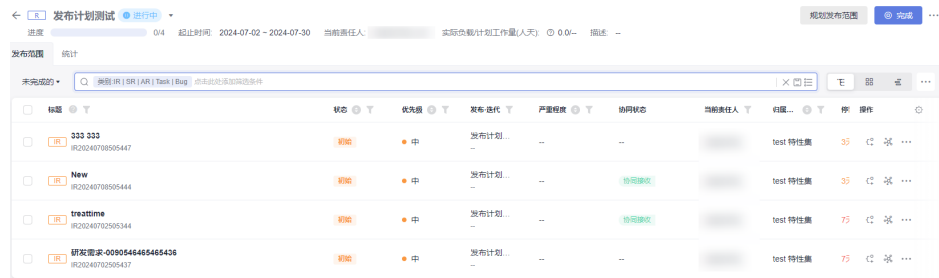 R 发布计划测试 进行中
规划发布范围 完成
进度 0/4 起止时间: 2024-07-02 ~ 2024-07-30 当前责任人: 实际负载/计划工作量(人天): 0.0/-- 描述: --
发布范围 统计
未完成的 类别:IR | SR | AR | Task | Bug 点击此处添加筛选条件
标题 状态 优先级 发布-迭代 严重程度 协同状态 当前责任人 归属... 操作
IR 333 333 初始 中 发布计划... -- -- test 特性集
IR20240708505447 --
IR New 初始 中 发布计划... -- 协同接收 test 特性集
IR20240708505444 --
IR treattime 初始 中 发布计划... -- 协同接收 test 特性集
IR20240702505344 --
IR 研发需求-0090546465465436 初始 中 发布计划... -- -- test 特性集
IR20240702505437 --